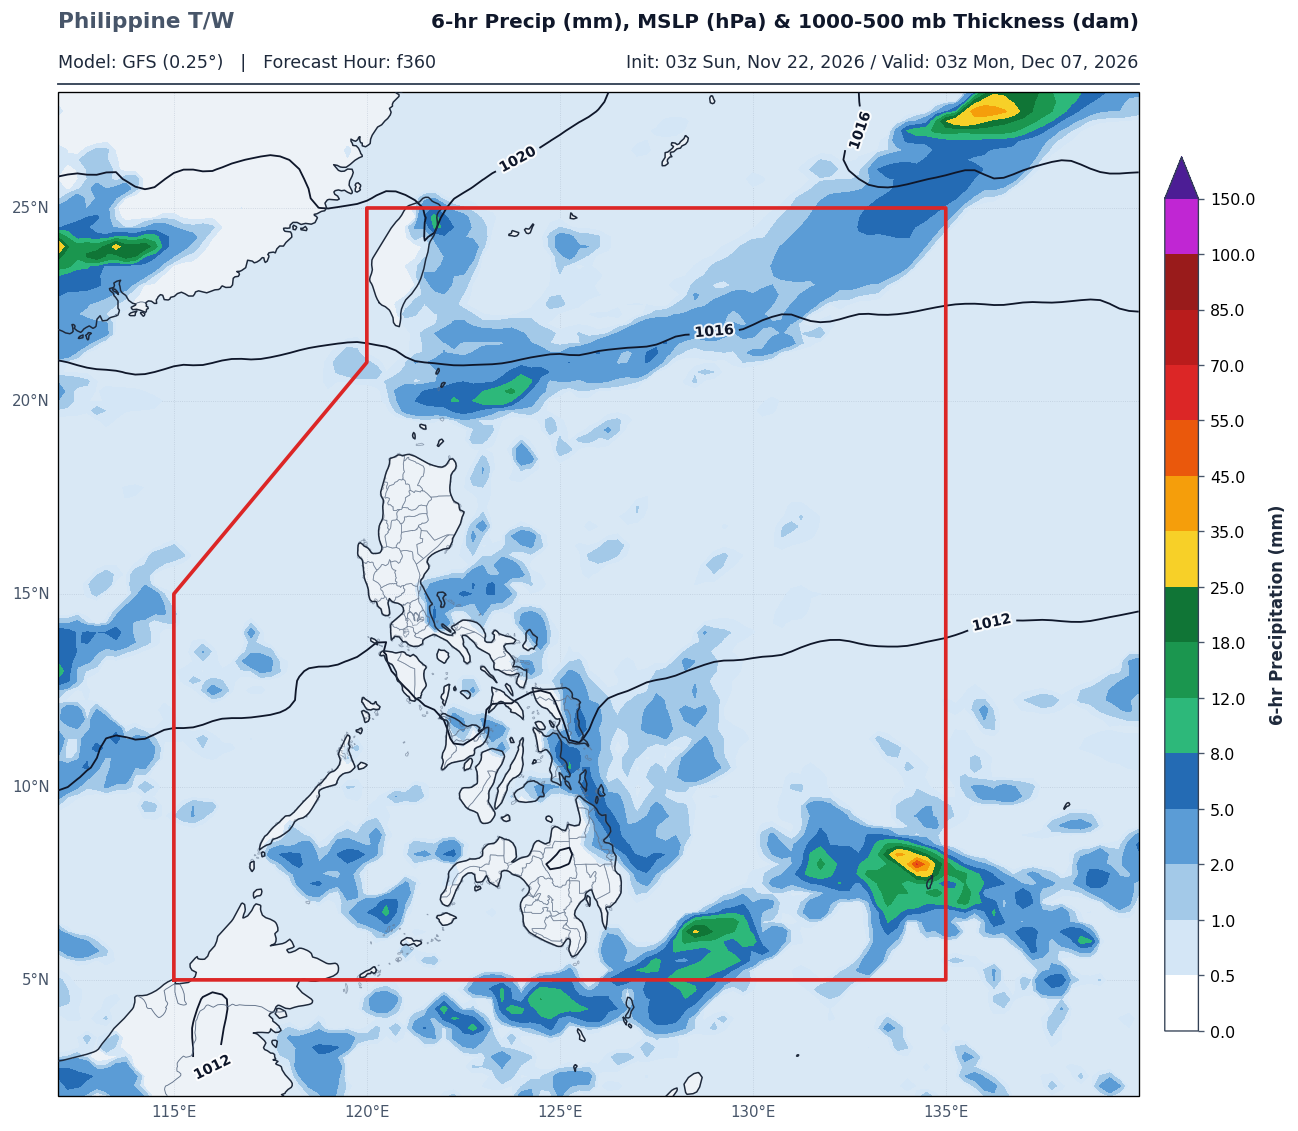 Philippine T/W
6-hr Precip (mm), MSLP (hPa) & 1000-500 mb Thickness (dam)
Model: GFS (0.25°)   |   Forecast Hour: f360
Init: 03z Sun, Nov 22, 2026 / Valid: 03z Mon, Dec 07, 2026
1020
1016
1016
1012
1012
25°N
20°N
15°N
10°N
5°N
115°E
120°E
125°E
130°E
135°E
150.0
100.0
85.0
70.0
55.0
45.0
35.0
25.0
18.0
12.0
8.0
5.0
2.0
1.0
0.5
0.0
6-hr Precipitation (mm)